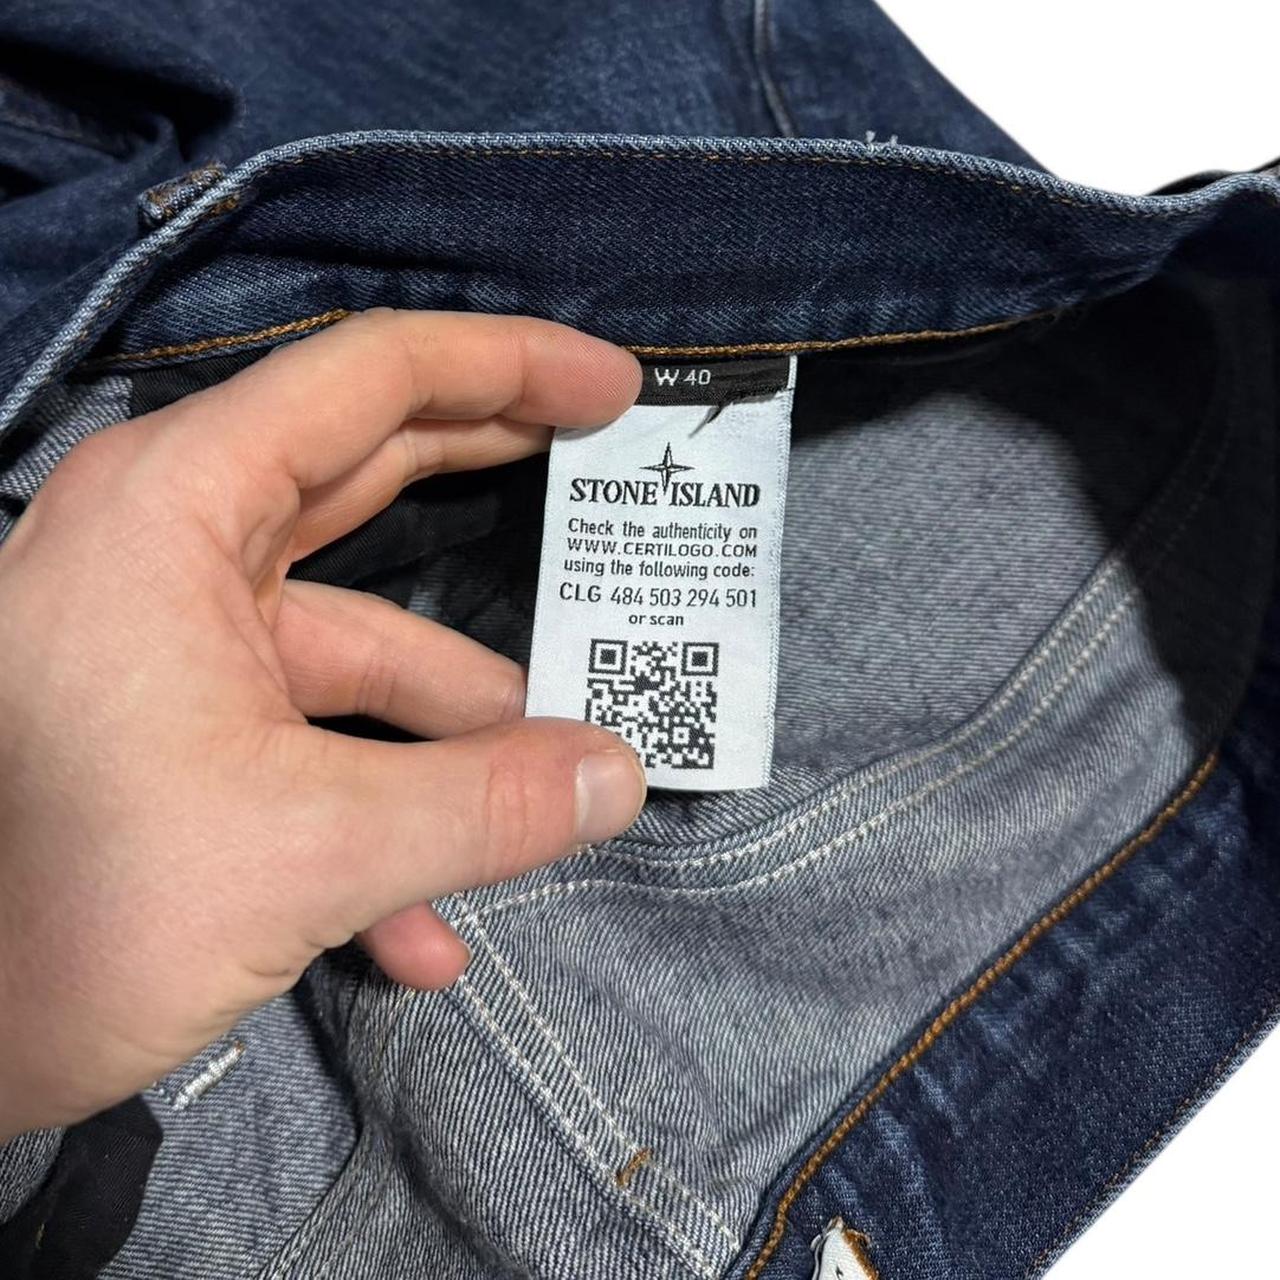 W 40
STONE ISLAND
Check the authenticity on
WWW.CERTILOGO.COM
using the following code:
CLG 484 503 294 501
or scan